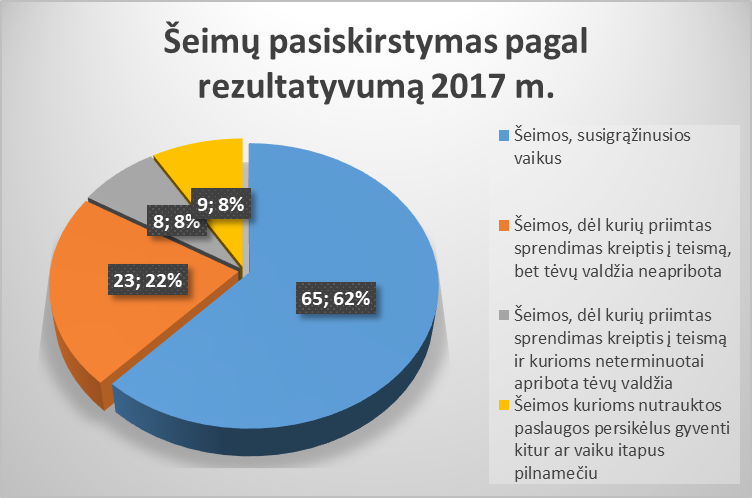 Šeimų pasiskirstymas pagal
rezultatyvumą 2017 m.
9; 8%
8; 8%
23; 22%
65; 62%
Šeimos, susigrąžinusios
vaikus
Šeimos, dėl kurių priimtas
sprendimas kreiptis į teismą,
bet tėvų valdžia neapribota
Šeimos, dėl kurių priimtas
sprendimas kreiptis į teismą
ir kurioms neterminuotai
apribota tėvų valdžia
Šeimos kurioms nutrauktos
paslaugos persikėlus gyventi
kitur ar vaiku itapus
pilnamečiu